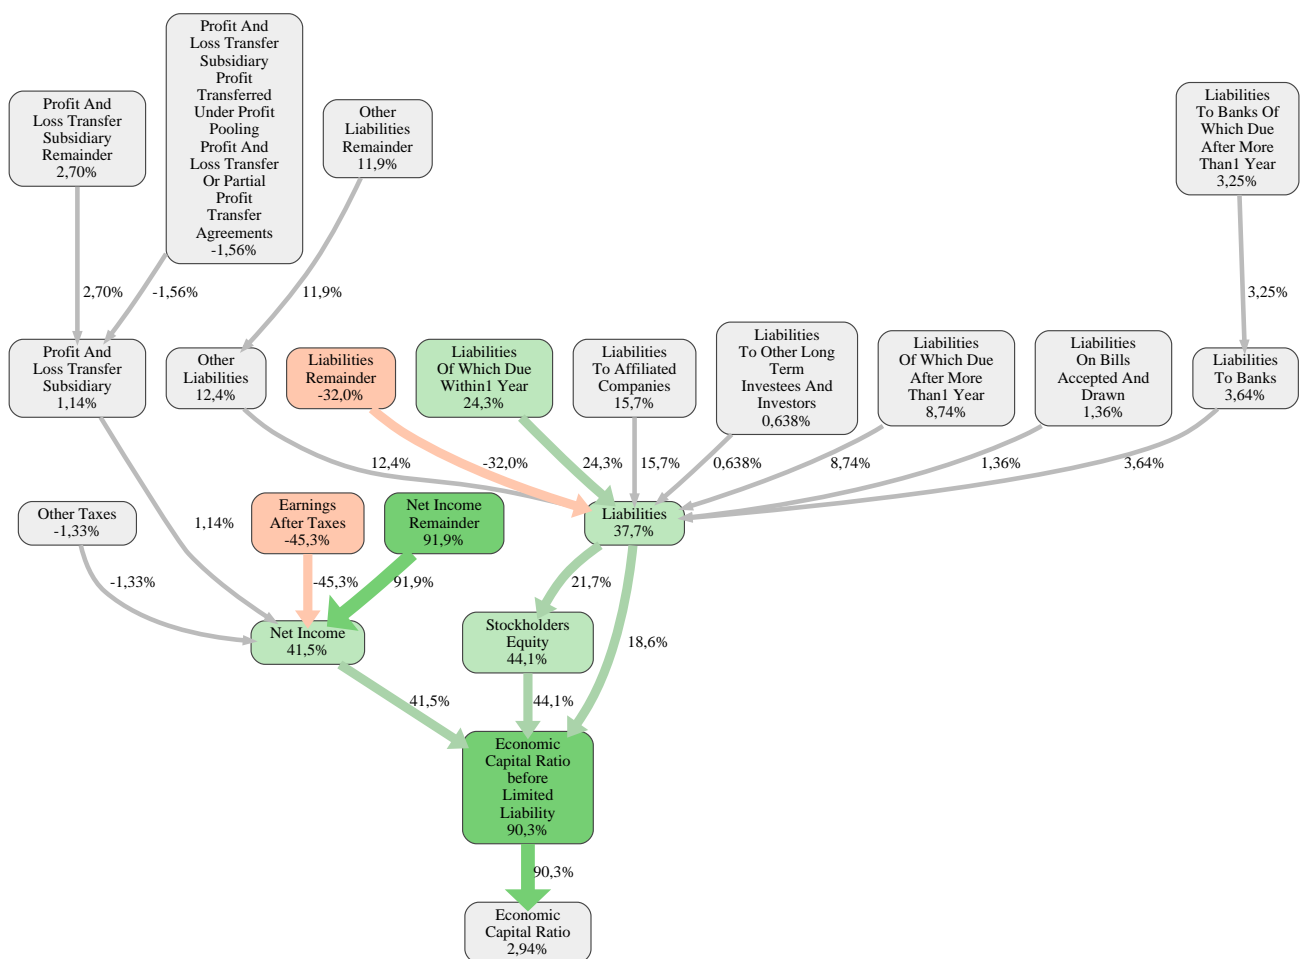 Profit And
Loss Transfer
Subsidiary
Profit
Transferred
Under Profit
Pooling
Profit And
Loss Transfer
Or Partial
Profit
Transfer
Agreements
-1,56%
Profit And
Loss Transfer
Subsidiary
Remainder
2,70%
Other
Liabilities
Remainder
11,9%
Liabilities
To Banks Of
Which Due
After More
Than1 Year
3,25%
2,70%
-1,56%
11,9%
3,25%
Profit And
Loss Transfer
Subsidiary
1,14%
Other
Liabilities
12,4%
Liabilities
Remainder
-32,0%
Liabilities
Of Which Due
Within1 Year
24,3%
Liabilities
To Affiliated
Companies
15,7%
Liabilities
To Other Long
Term
Investees And
Investors
0,638%
Liabilities
Of Which Due
After More
Than1 Year
8,74%
Liabilities
On Bills
Accepted And
Drawn
1,36%
Liabilities
To Banks
3,64%
12,4%
-32,0%
24,3%
15,7%
0,638%
8,74%
1,36%
3,64%
Other Taxes
-1,33%
1,14%
Earnings
After Taxes
-45,3%
Net Income
Remainder
91,9%
Liabilities
37,7%
-1,33%
-45,3%
91,9%
21,7%
Net Income
41,5%
Stockholders
Equity
44,1%
18,6%
41,5%
44,1%
Economic
Capital Ratio
before
Limited
Liability
90,3%
90,3%
Economic
Capital Ratio
2,94%